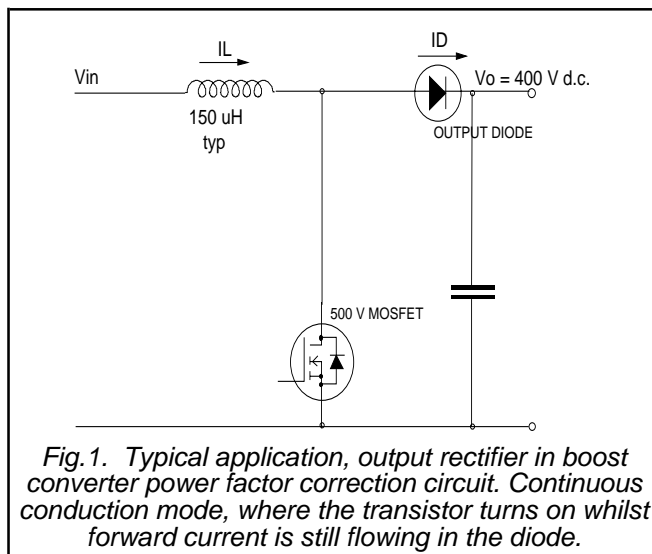 IL
ID
Vin
Vo = 400 V d.c.
150 uH
typ
OUTPUT DIODE
500 V MOSFET
Fig.1. Typical application, output rectifier in boost
converter power factor correction circuit. Continuous
conduction mode, where the transistor turns on whilst
forward current is still flowing in the diode.